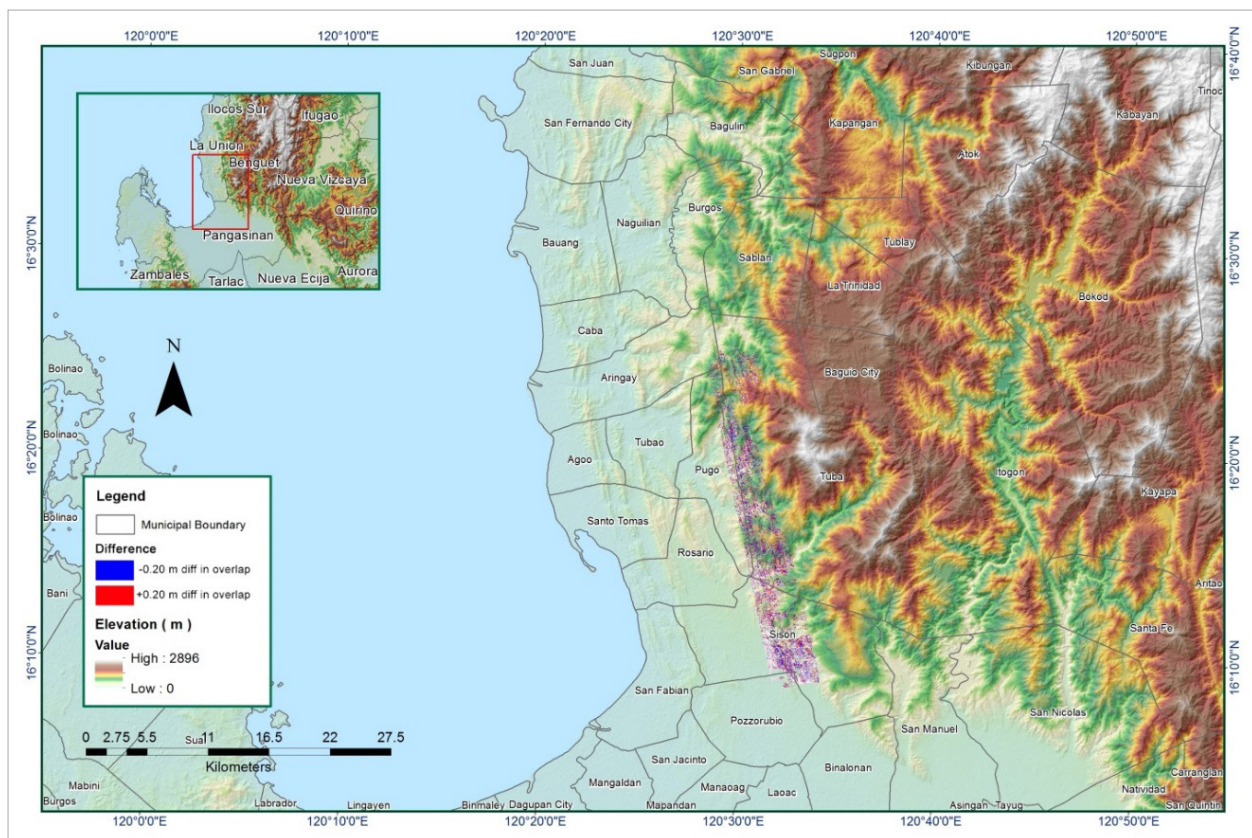 120°0'0"E
120°10'0"E
120°20'0"E
120°30'0"E
120°40'0"E
120°50'0"E
16°40'0"N
16°30'0"N
16°20'0"N
16°10'0"N
16°40'0"N
16°30'0"N
16°20'0"N
16°10'0"N
Ilocos Sur
Ifugao
La Union
Benguet
Nueva Vizcaya
Quirino
Pangasinan
Zambales
Tarlac
Nueva Ecija
Aurora
San Juan
San Gabriel
Sugpon
Kibungan
Tinoc
San Fernando City
Bagulin
Kapangan
Kabayan
Atok
Naguilian
Burgos
Bauang
Sablan
Tublay
La Trinidad
Bokod
Caba
Aringay
Baguio City
N
Bolinao
Bolinao
Tubao
Agoo
Pugo
Tuba
Itogon
Kayapa
Bolinao
Santo Tomas
Rosario
Bani
Aritao
Sison
Santa Fe
San Fabian
Pozzorubio
San Manuel
San Nicolas
Sual
San Jacinto
Binalonan
Mabini
Mangaldan
Manaoag
Laoac
Carranglan
Natividad
Burgos
Labrador
Lingayen
Binmaley
Dagupan City
Mapandan
Asingan
Tayug
San Quintin
Legend
Municipal Boundary
Difference
-0.20 m diff in overlap
+0.20 m diff in overlap
Elevation ( m )
Value
High : 2896
Low : 0
0 2.75 5.5 11 16.5 22 27.5
Kilometers
120°0'0"E
120°10'0"E
120°20'0"E
120°30'0"E
120°40'0"E
120°50'0"E